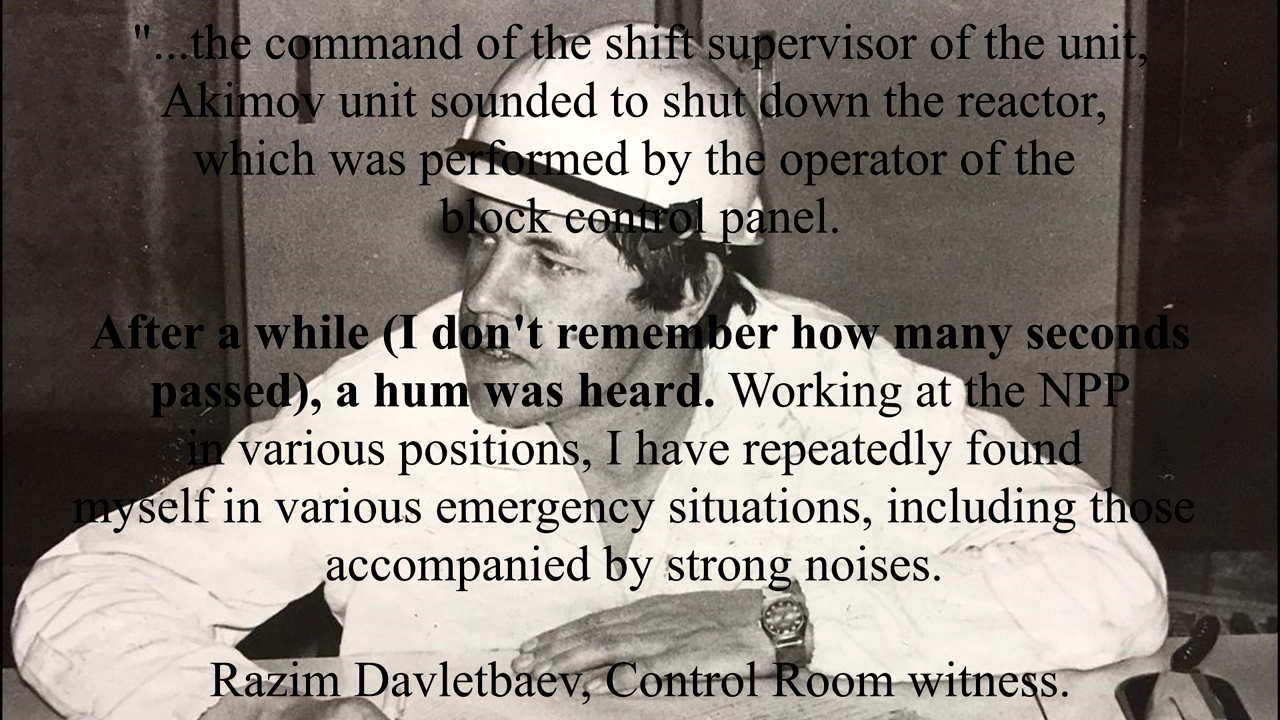 "...the command of the shift supervisor of the unit,
Akimov unit sounded to shut down the reactor,
which was performed by the operator of the
block control panel.
After a while (I don't remember how many seconds
passed), a hum was heard. Working at the NPP
in various positions, I have repeatedly found
myself in various emergency situations, including those
accompanied by strong noises.
Razim Davletbaev, Control Room witness.